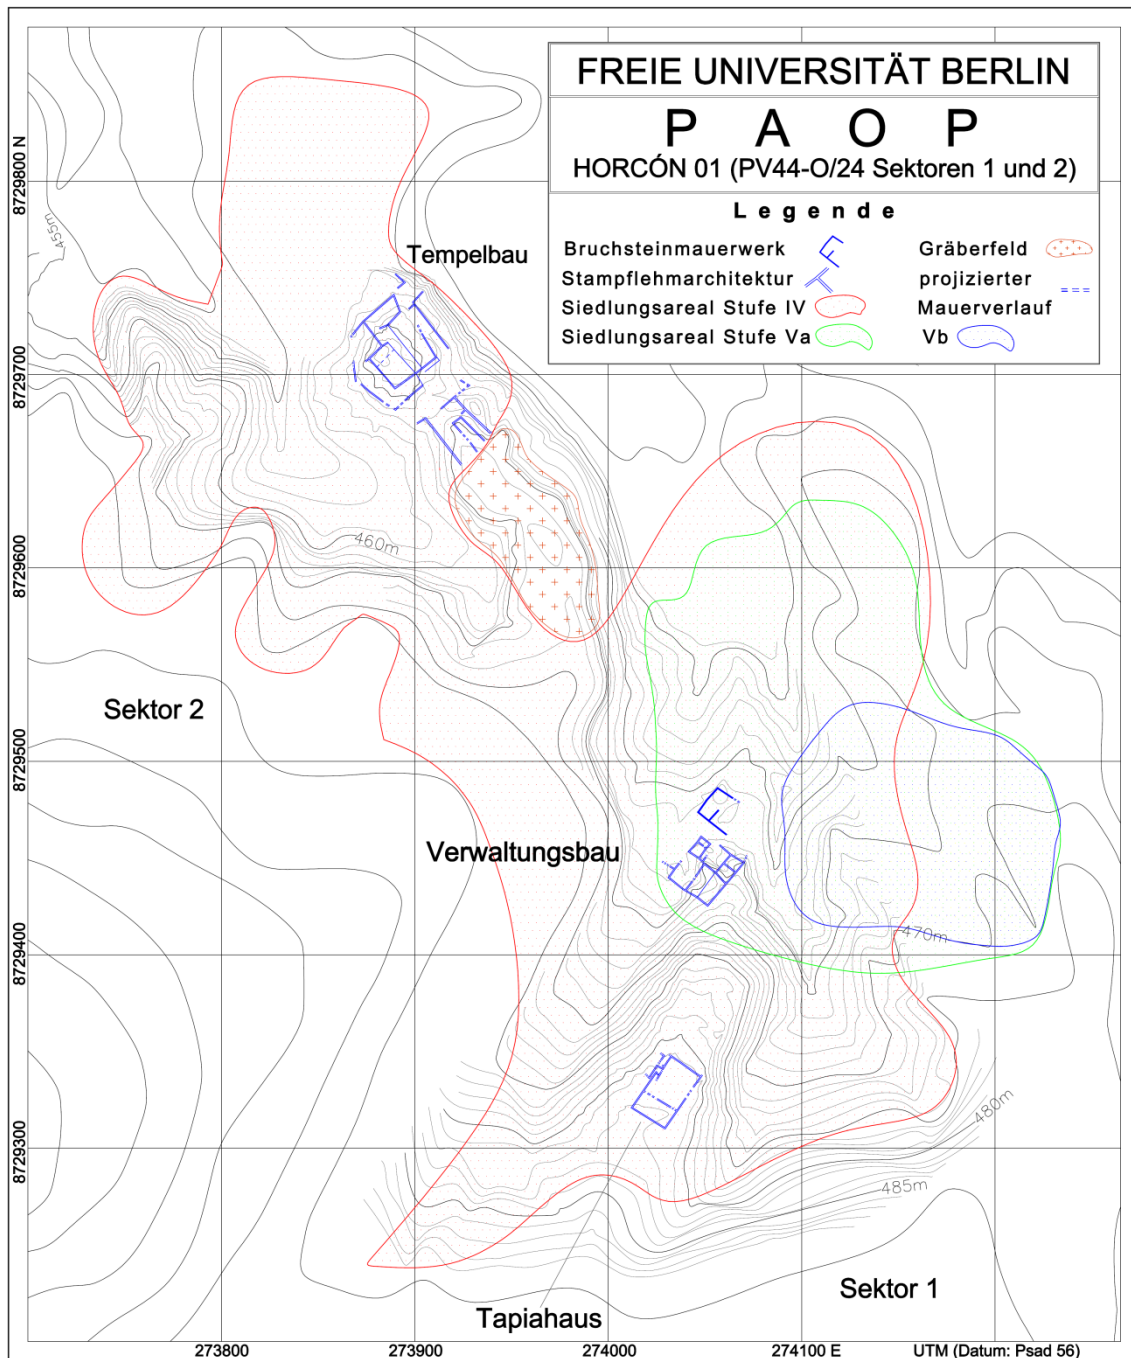 FREIE UNIVERSITÄT BERLIN
P A O P
HORCÓN 01 (PV44-O/24 Sektoren 1 und 2)
Legende
Bruchsteinmauerwerk
Gräberfeld
Stampflehmarchitektur
projizierter
Siedlungsareal Stufe IV
Mauerverlauf
Siedlungsareal Stufe Va
Vb
8729800 N
455m
Tempelbau
8729700
460m
8729600
Sektor 2
8729500
Verwaltungsbau
470m
8729400
480m
8729300
485m
Sektor 1
Tapiahaus
273800
273900
274000
274100 E
UTM (Datum: Psad 56)